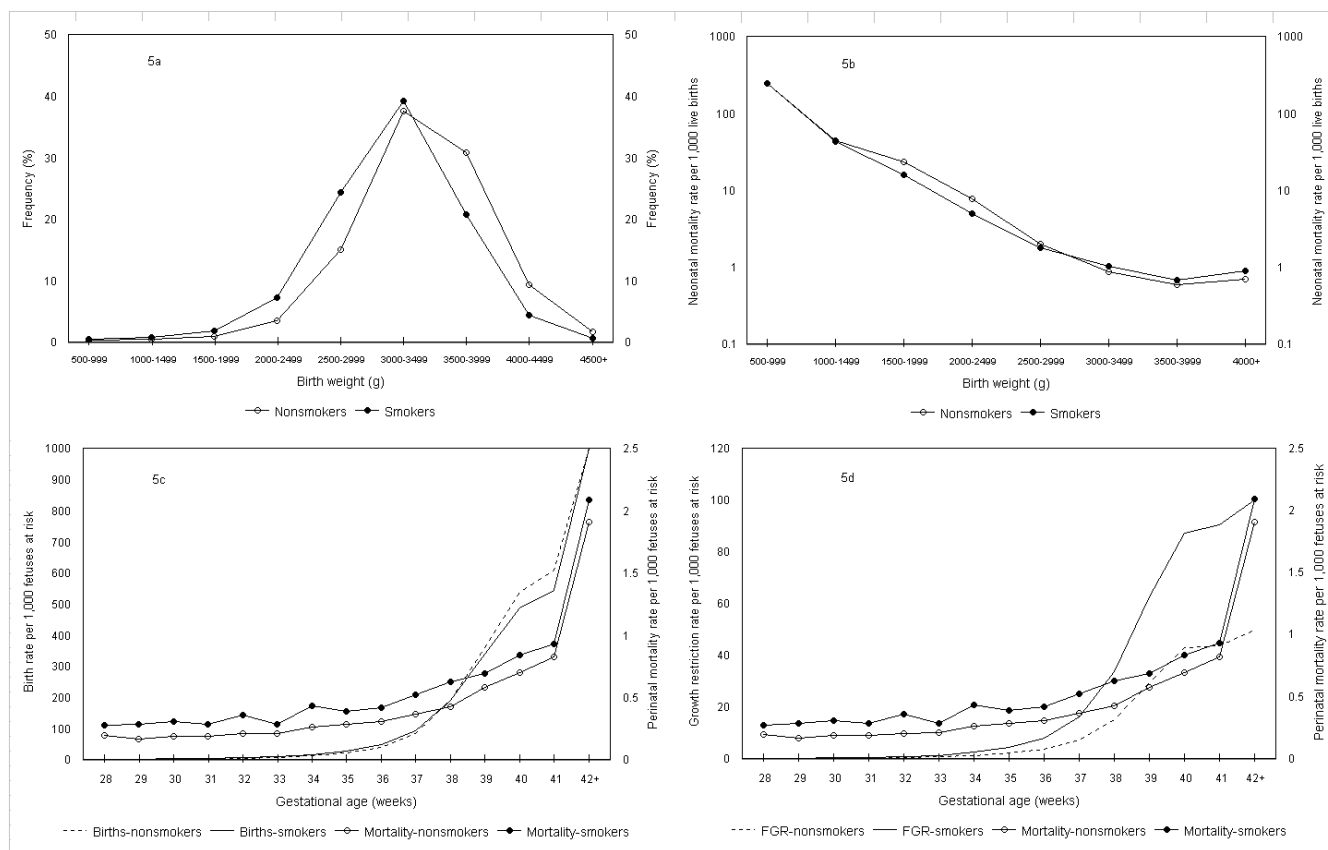 5a
Frequency (%)
50
40
30
20
10
0
50
40
30
20
10
0
Frequency (%)
500-999 1000-1499 1500-1999 2000-2499 2500-2999 3000-3499 3500-3999 4000-4499 4500+
Birth weight (g)
Nonsmokers Smokers
5b
Neonatal mortality rate per 1,000 live births
1000
100
10
1
0.1
1000
100
10
1
0.1
Neonatal mortality rate per 1,000 live births
500-999 1000-1499 1500-1999 2000-2499 2500-2999 3000-3499 3500-3999 4000+
Birth weight (g)
Nonsmokers Smokers
5c
Birth rate per 1,000 fetuses at risk
1000
900
800
700
600
500
400
300
200
100
0
2.5
2
1.5
1
0.5
0
Perinatal mortality rate per 1,000 fetuses at risk
28 29 30 31 32 33 34 35 36 37 38 39 40 41 42+
Gestational age (weeks)
Births-nonsmokers Births-smokers Mortality-nonsmokers Mortality-smokers
5d
Growth restriction rate per 1,000 fetuses at risk
120
100
80
60
40
20
0
2.5
2
1.5
1
0.5
0
Perinatal mortality rate per 1,000 fetuses at risk
28 29 30 31 32 33 34 35 36 37 38 39 40 41 42+
Gestational age (weeks)
FGR-nonsmokers FGR-smokers Mortality-nonsmokers Mortality-smokers